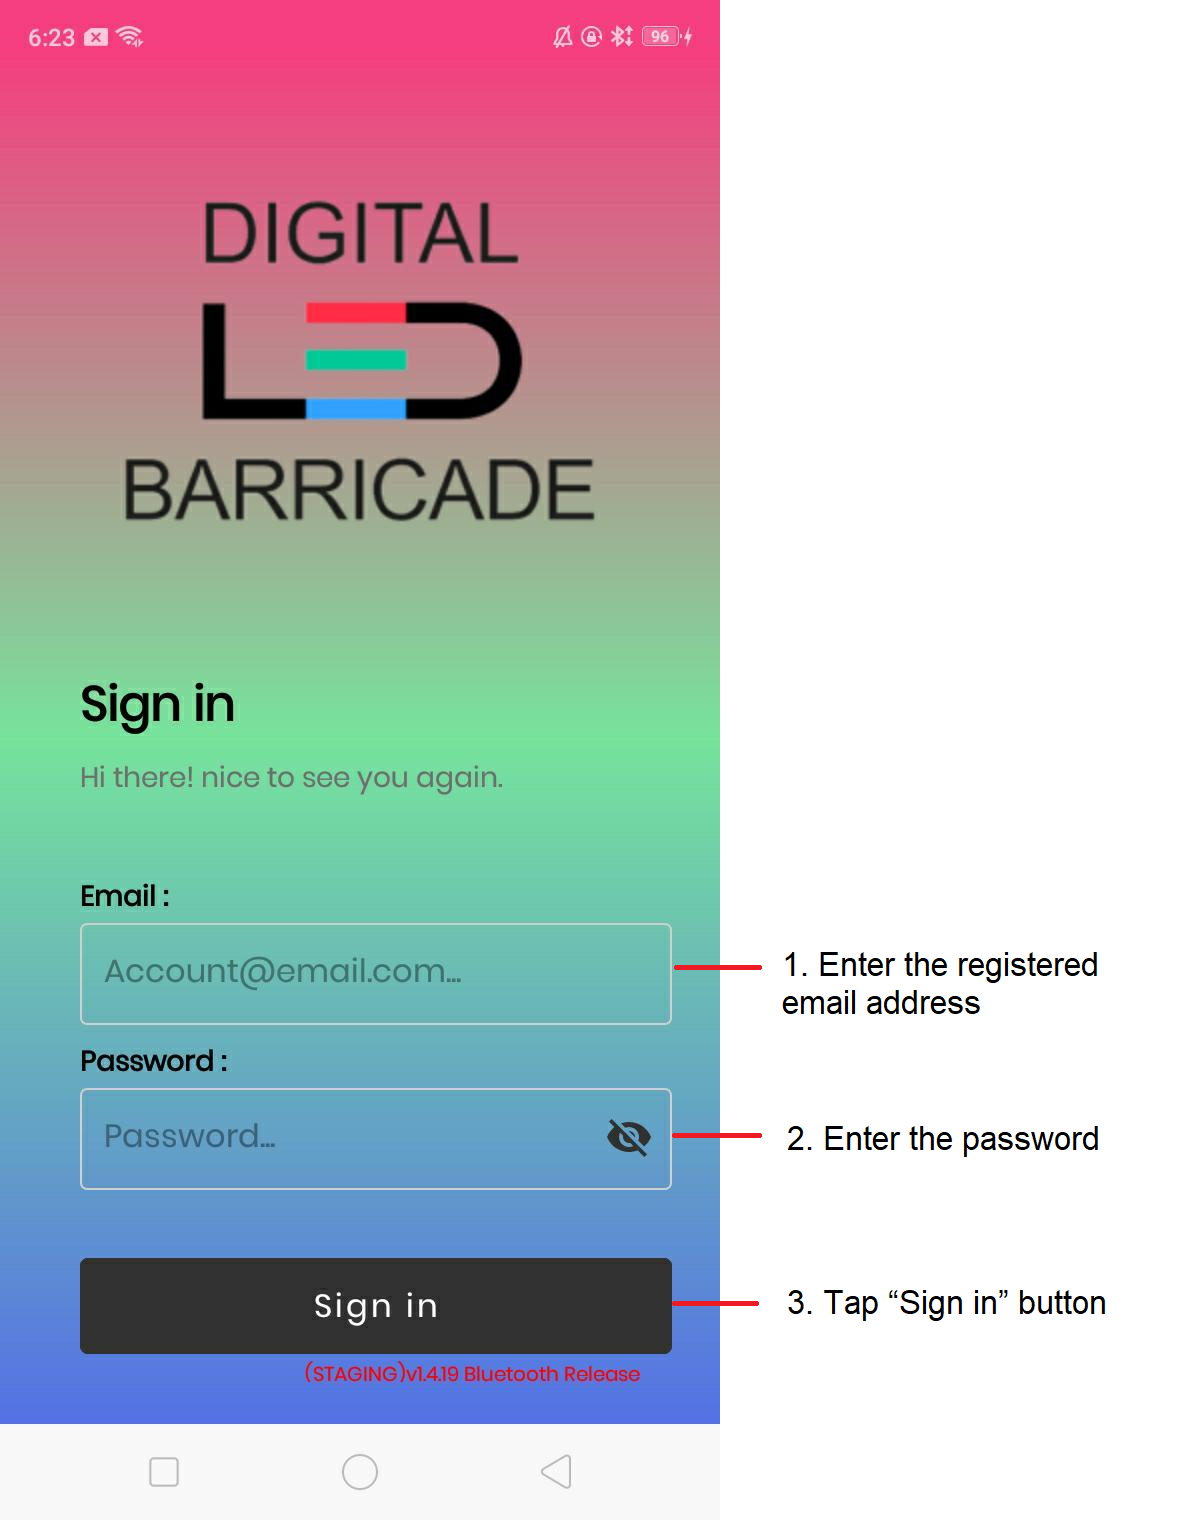 6:23
96
DIGITAL
LED
BARRICADE
Sign in
Hi there! nice to see you again.
Email :
Account@email.com...
1. Enter the registered
email address
Password :
Password...
2. Enter the password
Sign in
3. Tap “Sign in” button
(STAGING)v1.4.19 Bluetooth Release